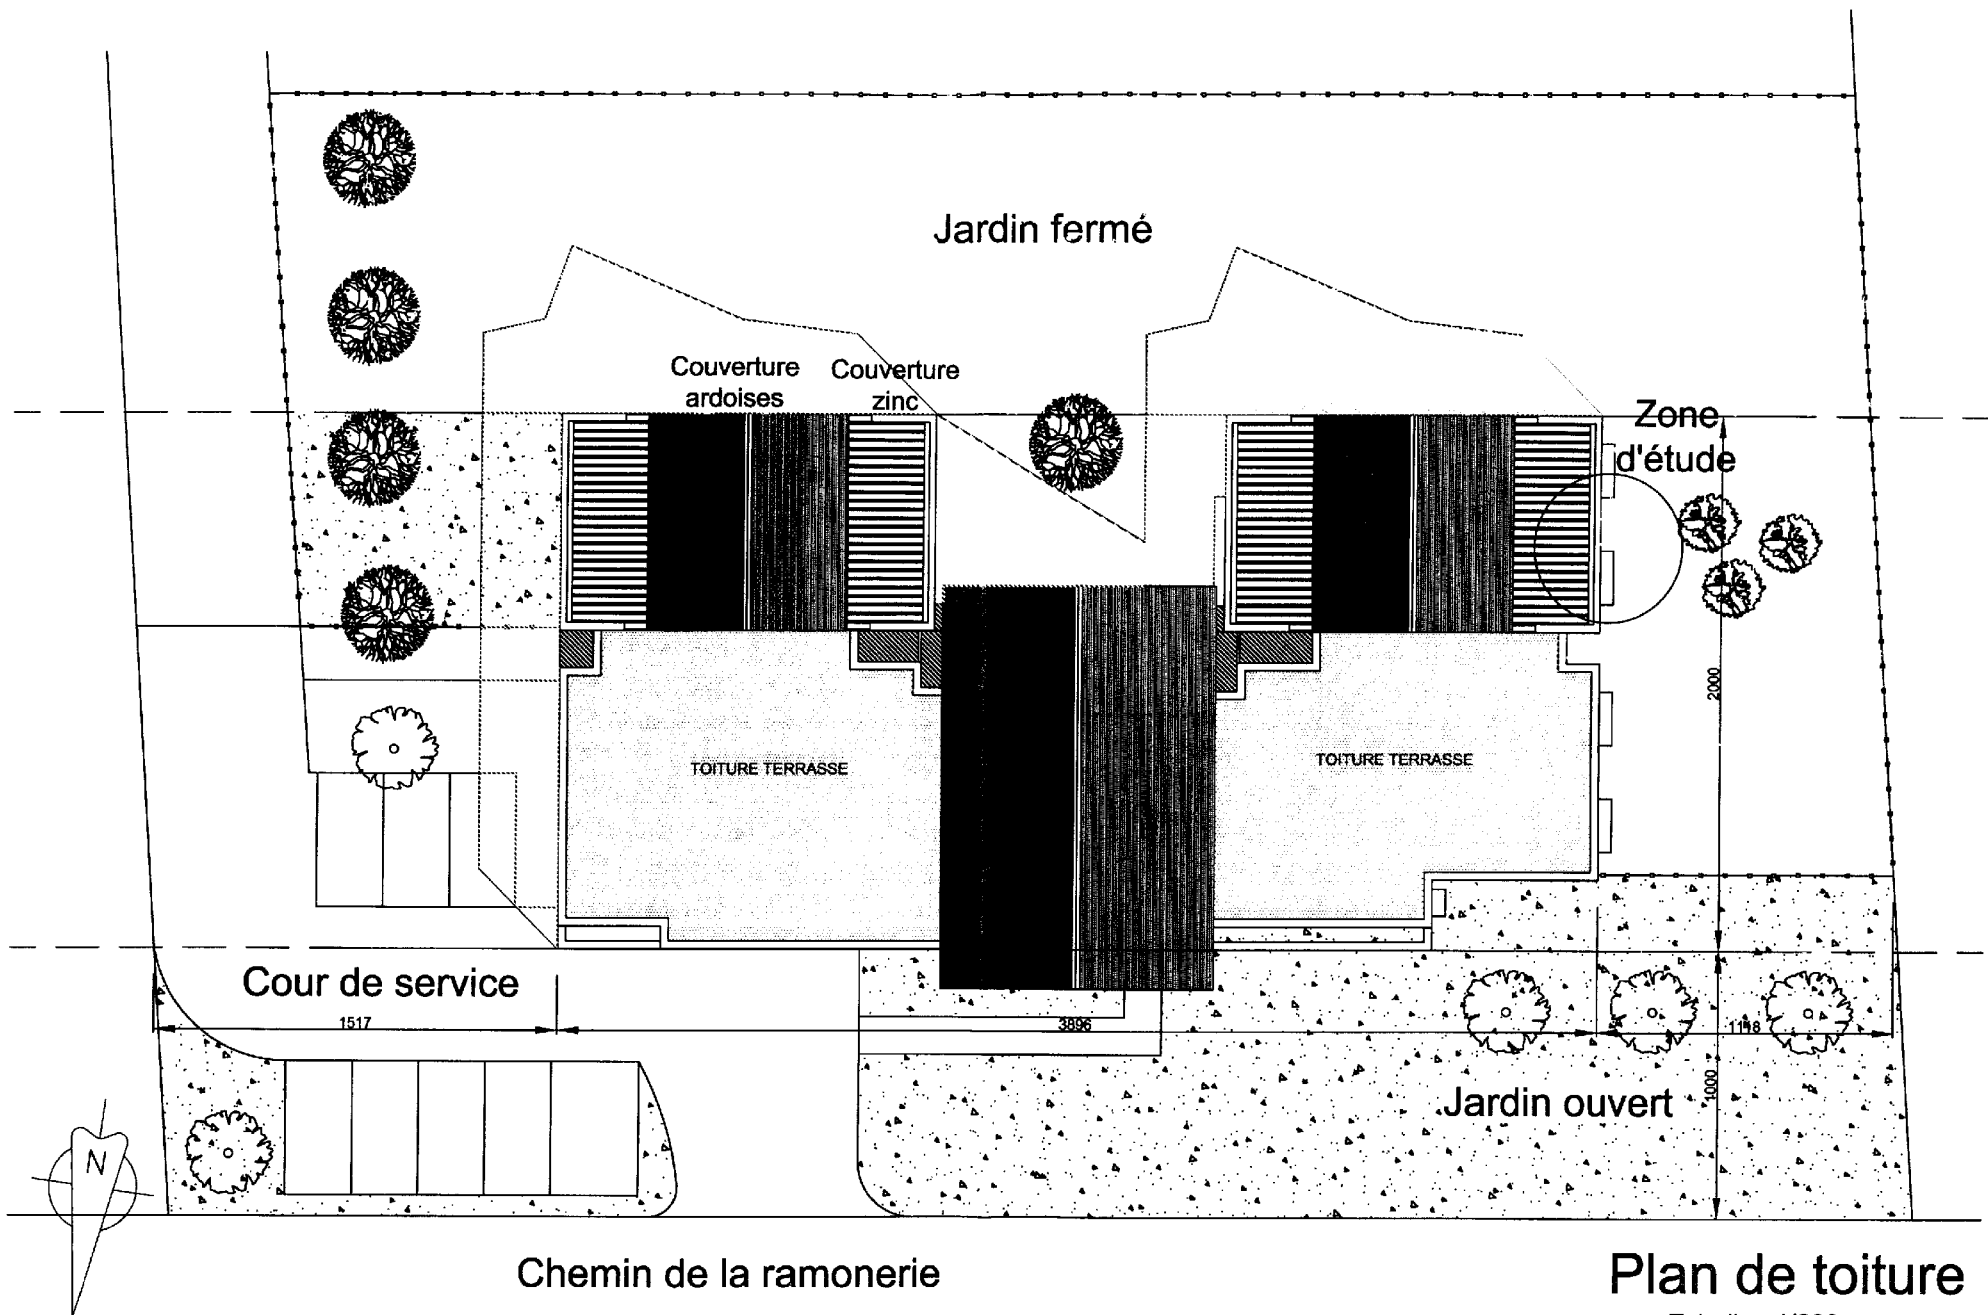 Jardin fermé
Couverture
ardoises
Couverture
zinc
Zone
d'étude
2000
TOITURE TERRASSE
TOITURE TERRASSE
Cour de service
1517
3896
1118
1000
Jardin ouvert
N
Chemin de la ramonerie
Plan de toiture